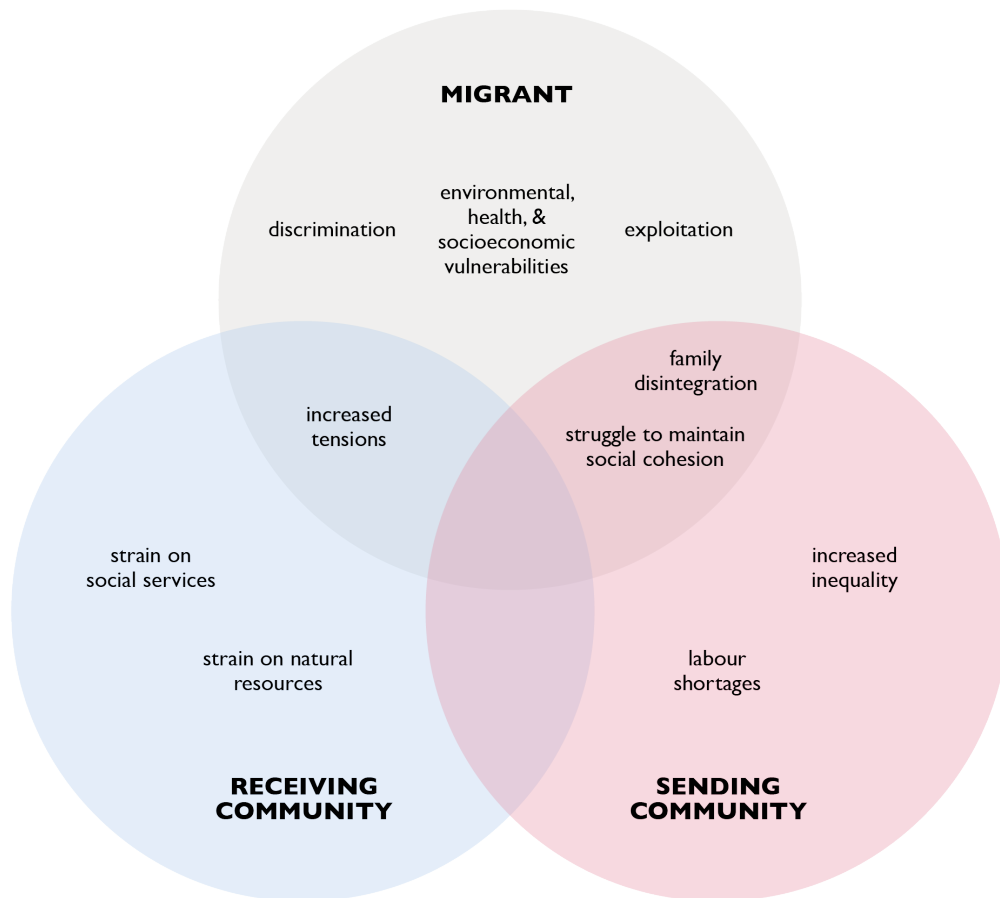 MIGRANT
discrimination
environmental,
health, &
socioeconomic
vulnerabilities
exploitation
family
disintegration
increased
tensions
struggle to maintain
social cohesion
strain on
social services
increased
inequality
strain on natural
resources
labour
shortages
RECEIVING
COMMUNITY
SENDING
COMMUNITY